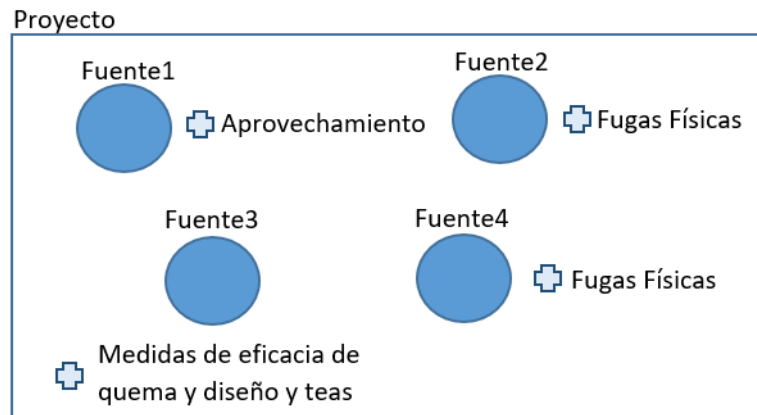 Proyecto
Fuente1
Fuente2
Aprovechamiento
Fugas Físicas
Fuente3
Fuente4
Fugas Físicas
Medidas de eficacia de
quema y diseño y teas